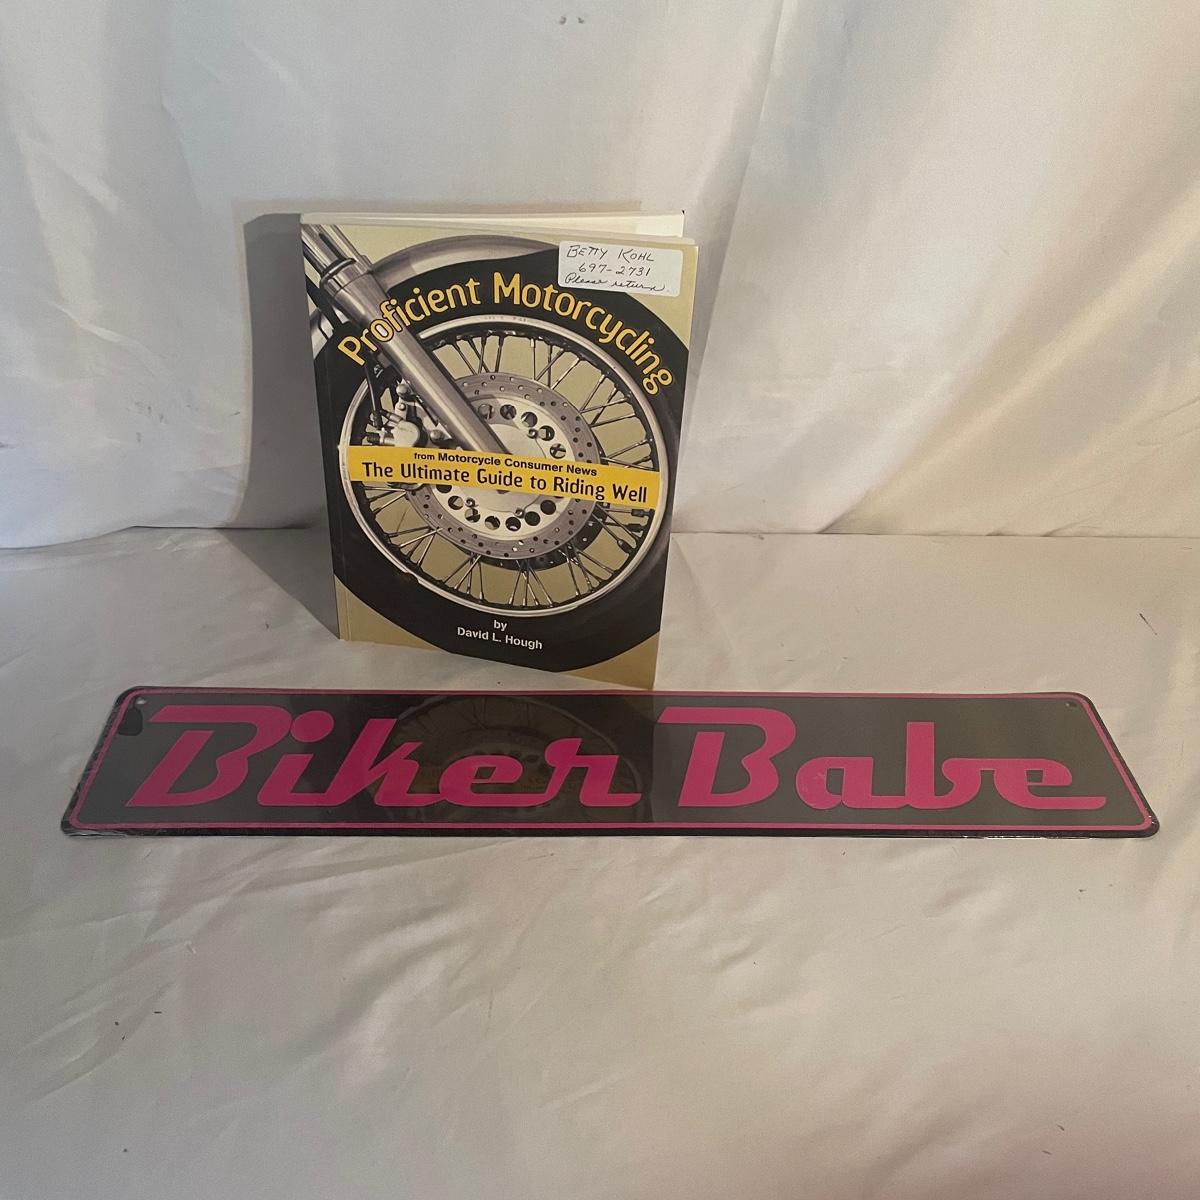 BETTY KOHL
697-2731
Please return.
Proficient Motorcycling
from Motorcycle Consumer News
The Ultimate Guide to Riding Well
by
David L. Hough
Biker Babe